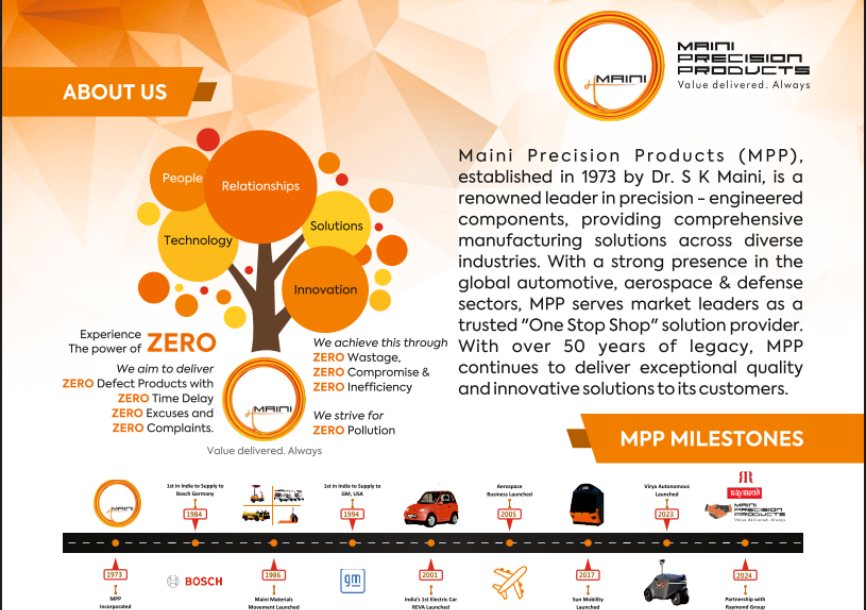 ABOUT US
MAINI
MAINI
PRECISION
PRODUCTS
Value delivered. Always
People
Relationships
Technology
Solutions
Innovation
Experience
The power of ZERO
We aim to deliver
ZERO Defect Products with
ZERO Time Delay
ZERO Excuses and
ZERO Complaints.
MAINI
Value delivered. Always
We achieve this through
ZERO Wastage,
ZERO Compromise &
ZERO Inefficiency
We strive for
ZERO Pollution
Maini Precision Products (MPP),
established in 1973 by Dr. S K Maini, is a
renowned leader in precision - engineered
components, providing comprehensive
manufacturing solutions across diverse
industries. With a strong presence in the
global automotive, aerospace & defense
sectors, MPP serves market leaders as a
trusted "One Stop Shop" solution provider.
With over 50 years of legacy, MPP
continues to deliver exceptional quality
and innovative solutions to its customers.
MPP MILESTONES
MAINI
1973
MPP
Incorporated
1st in India to Supply to
Bosch Germany
1984
BOSCH
1986
Maini Materials
Movement Launched
1st in India to Supply to
GM, USA
1994
gm
2001
India's 1st Electric Car
REVA Launched
Aerospace
Business Launched
2005
2017
Sun Mobility
Launched
Virya Autonomous
Launched
2023
Raymond
MAINI
PRECISION
PRODUCTS
Value delivered. Always
2024
Partnership with
Raymond Group